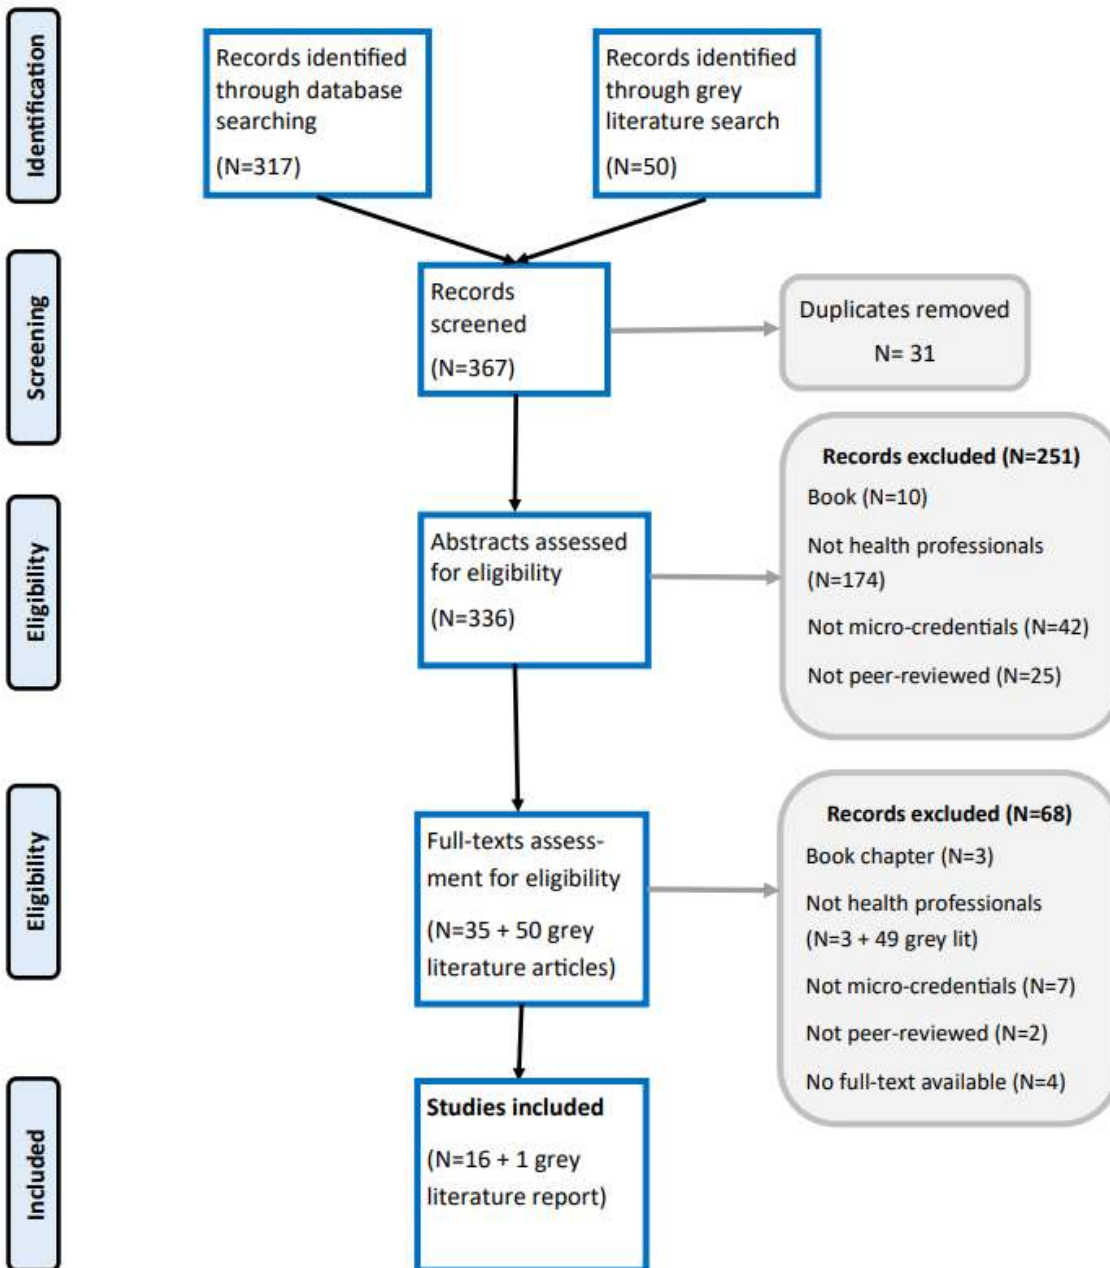 Identification
Records identified
through database
searching
(N=317)
Records identified
through grey
literature search
(N=50)
Screening
Records
screened
(N=367)
Duplicates removed
N= 31
Eligibility
Abstracts assessed
for eligibility
(N=336)
Records excluded (N=251)
Book (N=10)
Not health professionals
(N=174)
Not micro-credentials (N=42)
Not peer-reviewed (N=25)
Eligibility
Full-texts assess-
ment for eligibility
(N=35 + 50 grey
literature articles)
Records excluded (N=68)
Book chapter (N=3)
Not health professionals
(N=3 + 49 grey lit)
Not micro-credentials (N=7)
Not peer-reviewed (N=2)
No full-text available (N=4)
Included
Studies included
(N=16 + 1 grey
literature report)